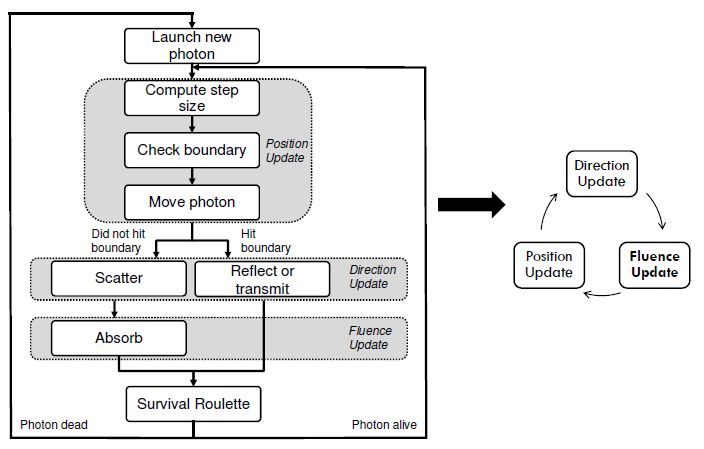 Launch new
photon
Compute step
size
Check boundary
Position
Update
Move photon
Did not hit
boundary
Hit
boundary
Scatter
Reflect or
transmit
Direction
Update
Absorb
Fluence
Update
Survival Roulette
Photon dead
Photon alive
Direction
Update
Position
Update
Fluence
Update